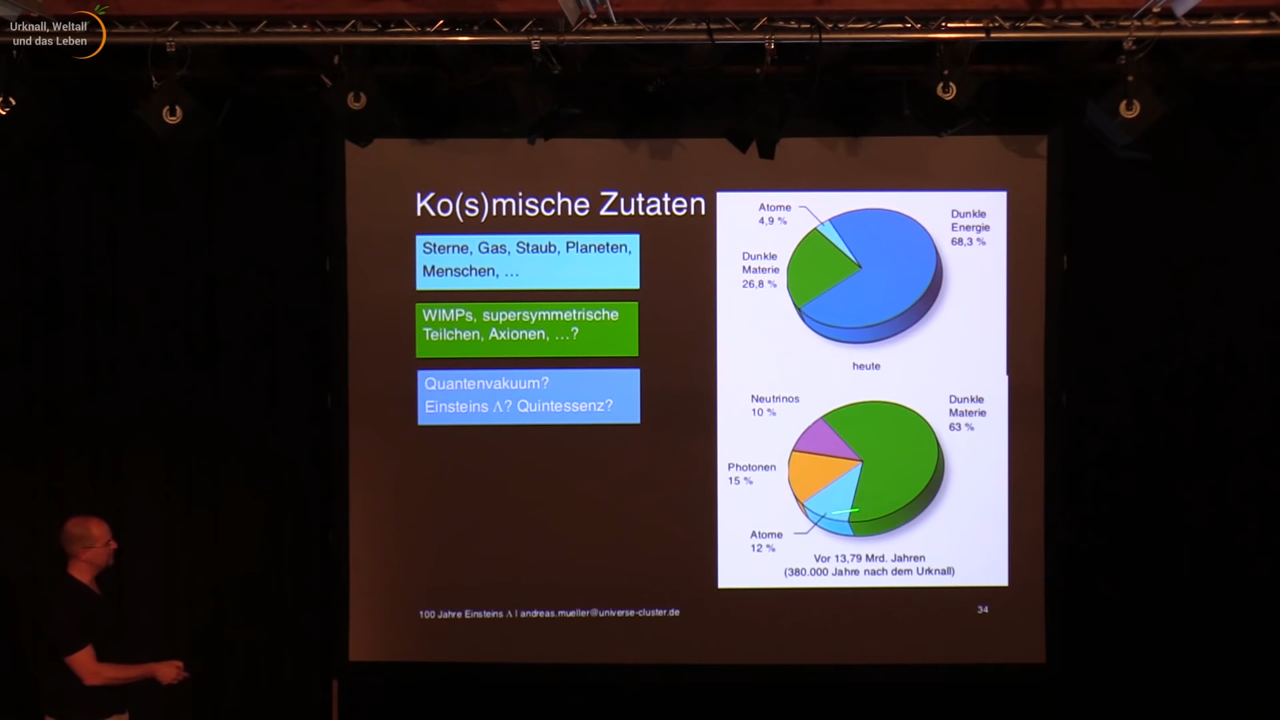 Urknall, Weltall
und das Leben
Ko(s)mische Zutaten
Sterne, Gas, Staub, Planeten,
Menschen, …
WIMPs, supersymmetrische
Teilchen, Axionen, …?
Quantenvakuum?
Einsteins Λ? Quintessenz?
Atome
4,9 %
Dunkle
Energie
68,3 %
Dunkle
Materie
26,8 %
heute
Neutrinos
10 %
Dunkle
Materie
63 %
Photonen
15 %
Atome
12 %
Vor 13,79 Mrd. Jahren
(380.000 Jahre nach dem Urknall)
100 Jahre Einsteins Λ | andreas.mueller@universe-cluster.de
34